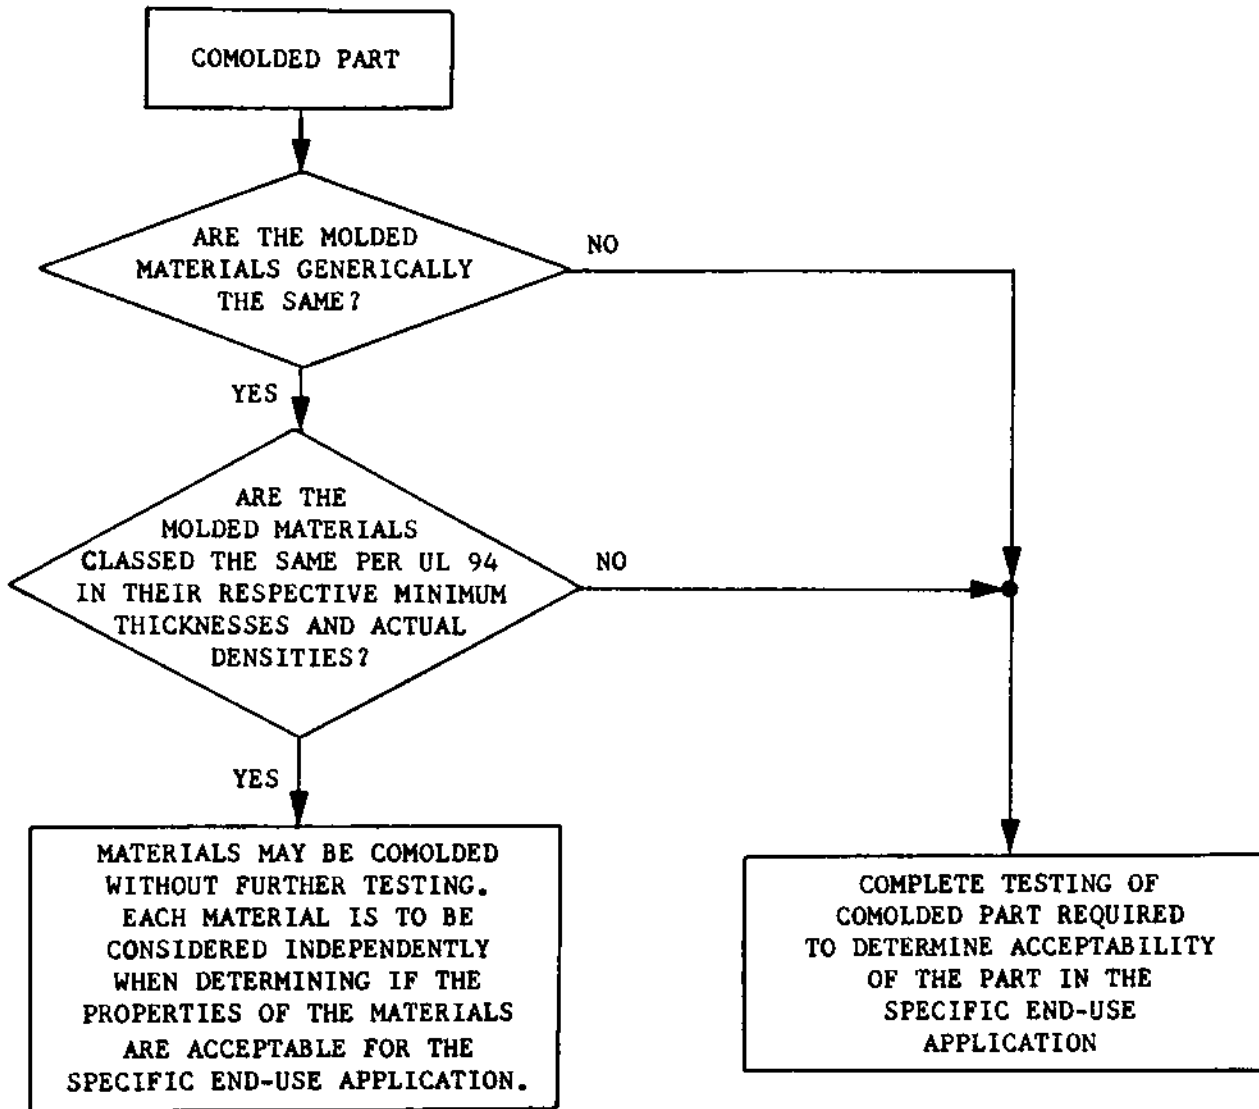 COMOLDED PART
ARE THE MOLDED
MATERIALS GENERICALLY
THE SAME?
NO
YES
ARE THE
MOLDED MATERIALS
CLASSED THE SAME PER UL 94
IN THEIR RESPECTIVE MINIMUM
THICKNESSES AND ACTUAL
DENSITIES?
NO
YES
MATERIALS MAY BE COMOLDED
WITHOUT FURTHER TESTING.
EACH MATERIAL IS TO BE
CONSIDERED INDEPENDENTLY
WHEN DETERMINING IF THE
PROPERTIES OF THE MATERIALS
ARE ACCEPTABLE FOR THE
SPECIFIC END-USE APPLICATION.
COMPLETE TESTING OF
COMOLDED PART REQUIRED
TO DETERMINE ACCEPTABILITY
OF THE PART IN THE
SPECIFIC END-USE
APPLICATION